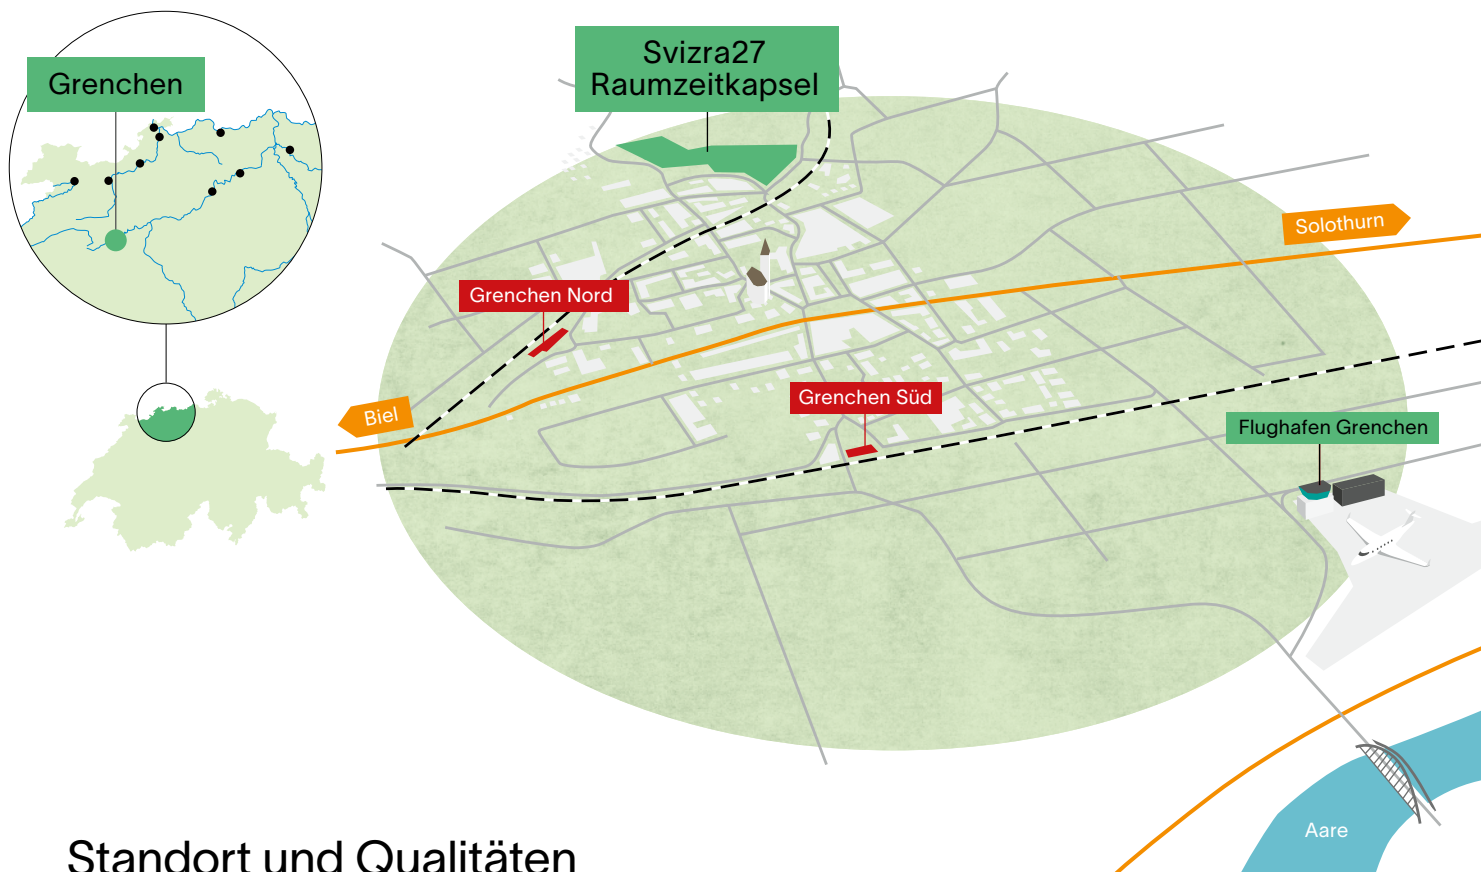 Svizra27
Raumzeitkapsel
Grenchen
Solothurn
Grenchen Nord
Grenchen Süd
Biel
Flughafen Grenchen
Aare
Standort und Qualitäten